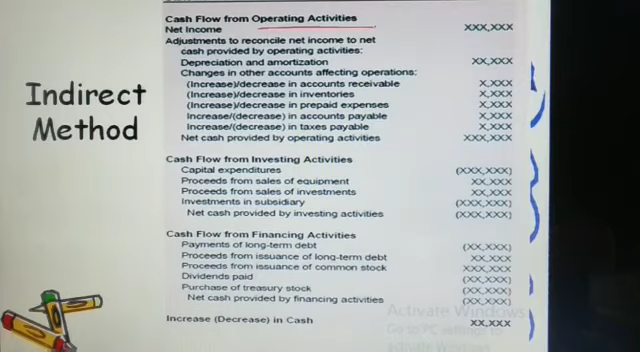 Indirect
Method
Cash Flow from Operating Activities
Net Income XXX,XXX
Adjustments to reconcile net income to net
cash provided by operating activities:
Depreciation and amortization XX,XXX
Changes in other accounts affecting operations:
(Increase)/decrease in accounts receivable X,XXX
(Increase)/decrease in inventories X,XXX
(Increase)/decrease in prepaid expenses X,XXX
Increase/(decrease) in accounts payable X,XXX
Increase/(decrease) in taxes payable X,XXX
Net cash provided by operating activities XXX,XXX
Cash Flow from Investing Activities
Capital expenditures (XXX,XXX)
Proceeds from sales of equipment XX,XXX
Proceeds from sales of investments XX,XXX
Investments in subsidiary (XXX,XXX)
Net cash provided by investing activities (XXX,XXX)
Cash Flow from Financing Activities
Payments of long-term debt (XX,XXX)
Proceeds from issuance of long-term debt XX,XXX
Proceeds from issuance of common stock XXX,XXX
Dividends paid (XX,XXX)
Purchase of treasury stock (XX,XXX)
Net cash provided by financing activities (XX,XXX)
Increase (Decrease) in Cash XX,XXX
Activate Windows
Go to PC settings to
activate Windows.